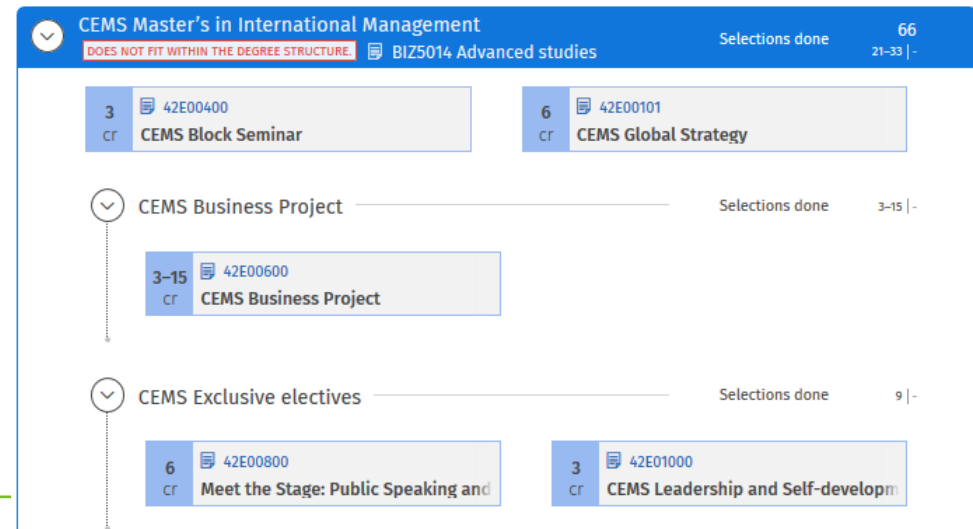 CEMS Master's in International Management
DOES NOT FIT WITHIN THE DEGREE STRUCTURE. BIZ5014 Advanced studies
Selections done
66
21–33 | -
3 cr
42E00400
CEMS Block Seminar
6 cr
42E00101
CEMS Global Strategy
CEMS Business Project
Selections done
3–15 | -
3–15 cr
42E00600
CEMS Business Project
CEMS Exclusive electives
Selections done
9 | -
6 cr
42E00800
Meet the Stage: Public Speaking and
3 cr
42E01000
CEMS Leadership and Self-developm